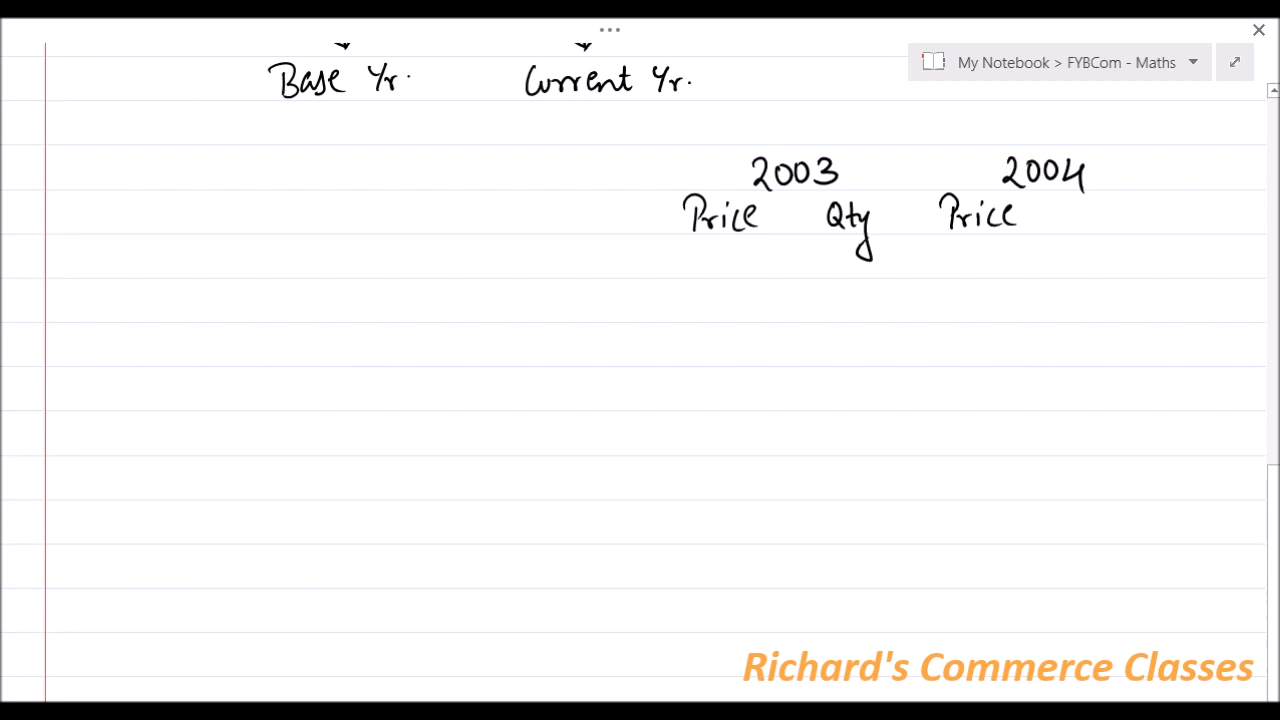 My Notebook > FYBCom - Maths
Base Yr. Current Yr.
2003 2004
Price Qty Price
Richard's Commerce Classes